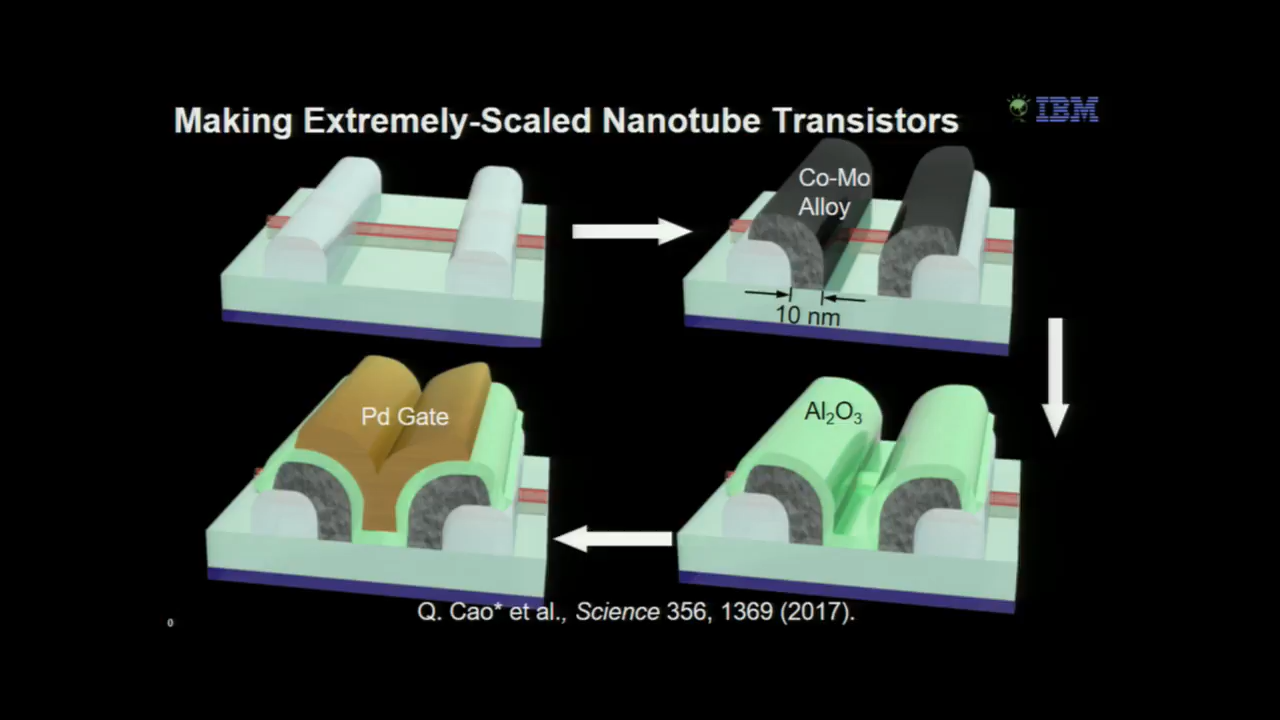 Making Extremely-Scaled Nanotube Transistors
IBM
Co-Mo
Alloy
10 nm
Pd Gate
Al₂O₃
Q. Cao* et al., Science 356, 1369 (2017).
0